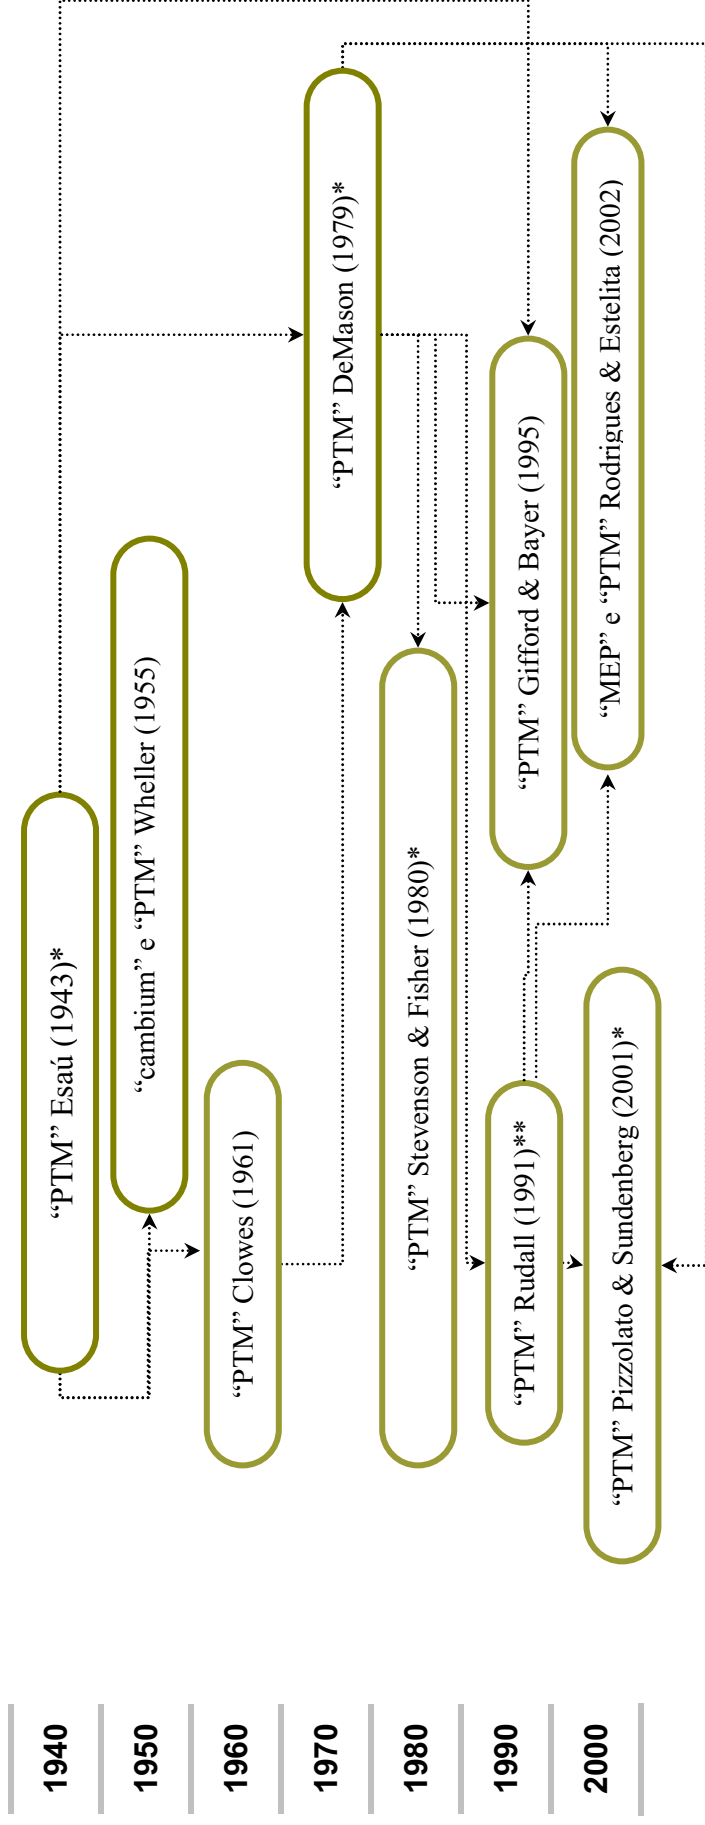 1940
1950
1960
1970
1980
1990
2000
“PTM” Esaú (1943)*
“cambium” e “PTM” Wheller (1955)
“PTM” Clowes (1961)
“PTM” DeMason (1979)*
“PTM” Stevenson & Fisher (1980)*
“PTM” Rudall (1991)**
“PTM” Gifford & Bayer (1995)
“PTM” Pizzolato & Sundenberg (2001)*
“MEP” e “PTM” Rodrigues & Estelita (2002)